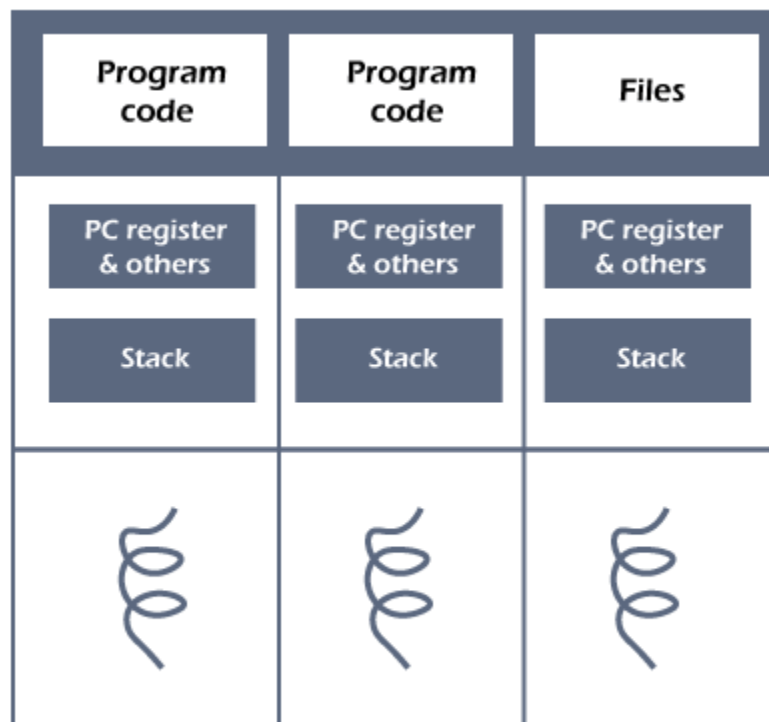 Program
code
Program
code
Files
PC register
& others
PC register
& others
PC register
& others
Stack
Stack
Stack